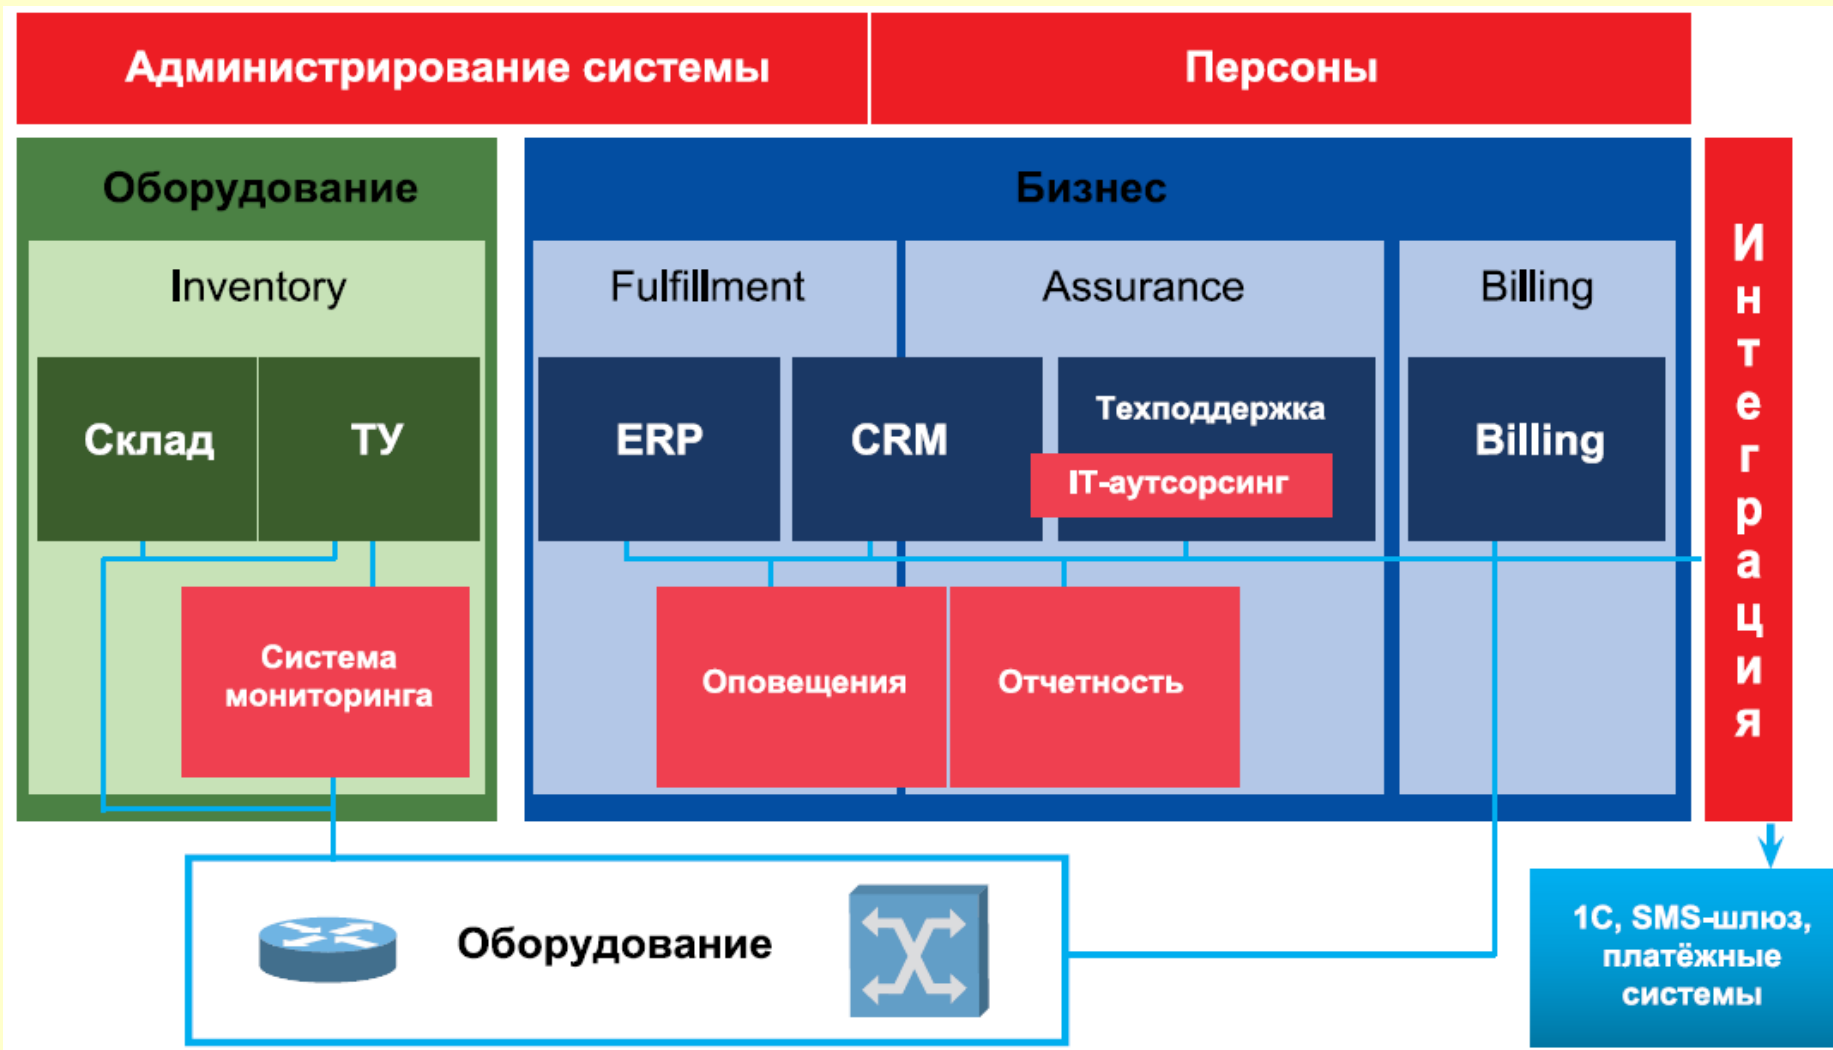 Администрирование системы
Персоны
Оборудование
Бизнес
Inventory
Fulfillment
Assurance
Billing
Склад
ТУ
ERP
CRM
Техподдержка
IT-аутсорсинг
Billing
Система
мониторинга
Оповещения
Отчетность
Интеграция
Оборудование
1С, SMS-шлюз,
платёжные
системы